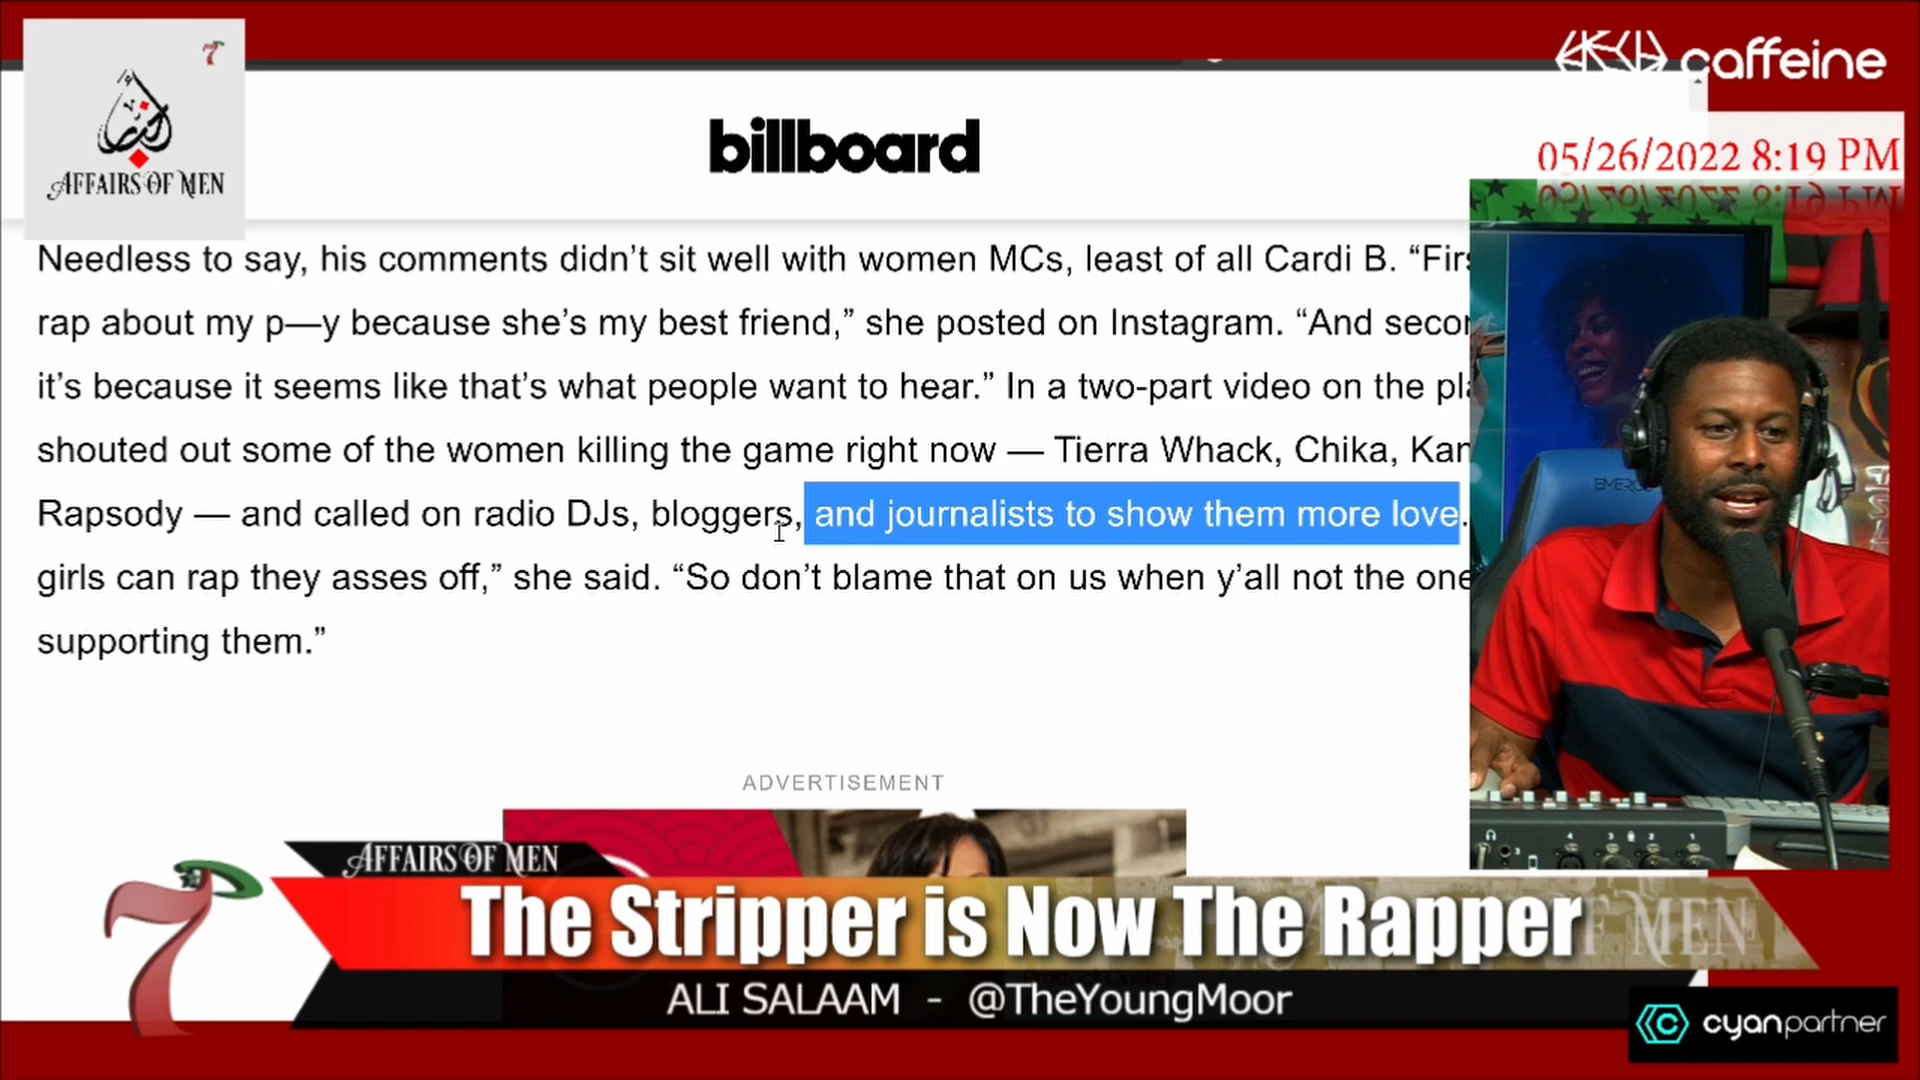 7
AFFAIRS OF MEN
caffeine
billboard
05/26/2022 8:19 PM
Needless to say, his comments didn’t sit well with women MCs, least of all Cardi B. “Firs
rap about my p—y because she’s my best friend,” she posted on Instagram. “And secon
it’s because it seems like that’s what people want to hear.” In a two-part video on the pla
shouted out some of the women killing the game right now — Tierra Whack, Chika, Kam
Rapsody — and called on radio DJs, bloggers, and journalists to show them more love.
girls can rap they asses off,” she said. “So don’t blame that on us when y’all not the one
supporting them.”
ADVERTISEMENT
AFFAIRS OF MEN
7
The Stripper is Now The Rapper
ALI SALAAM - @TheYoungMoor
cyanpartner